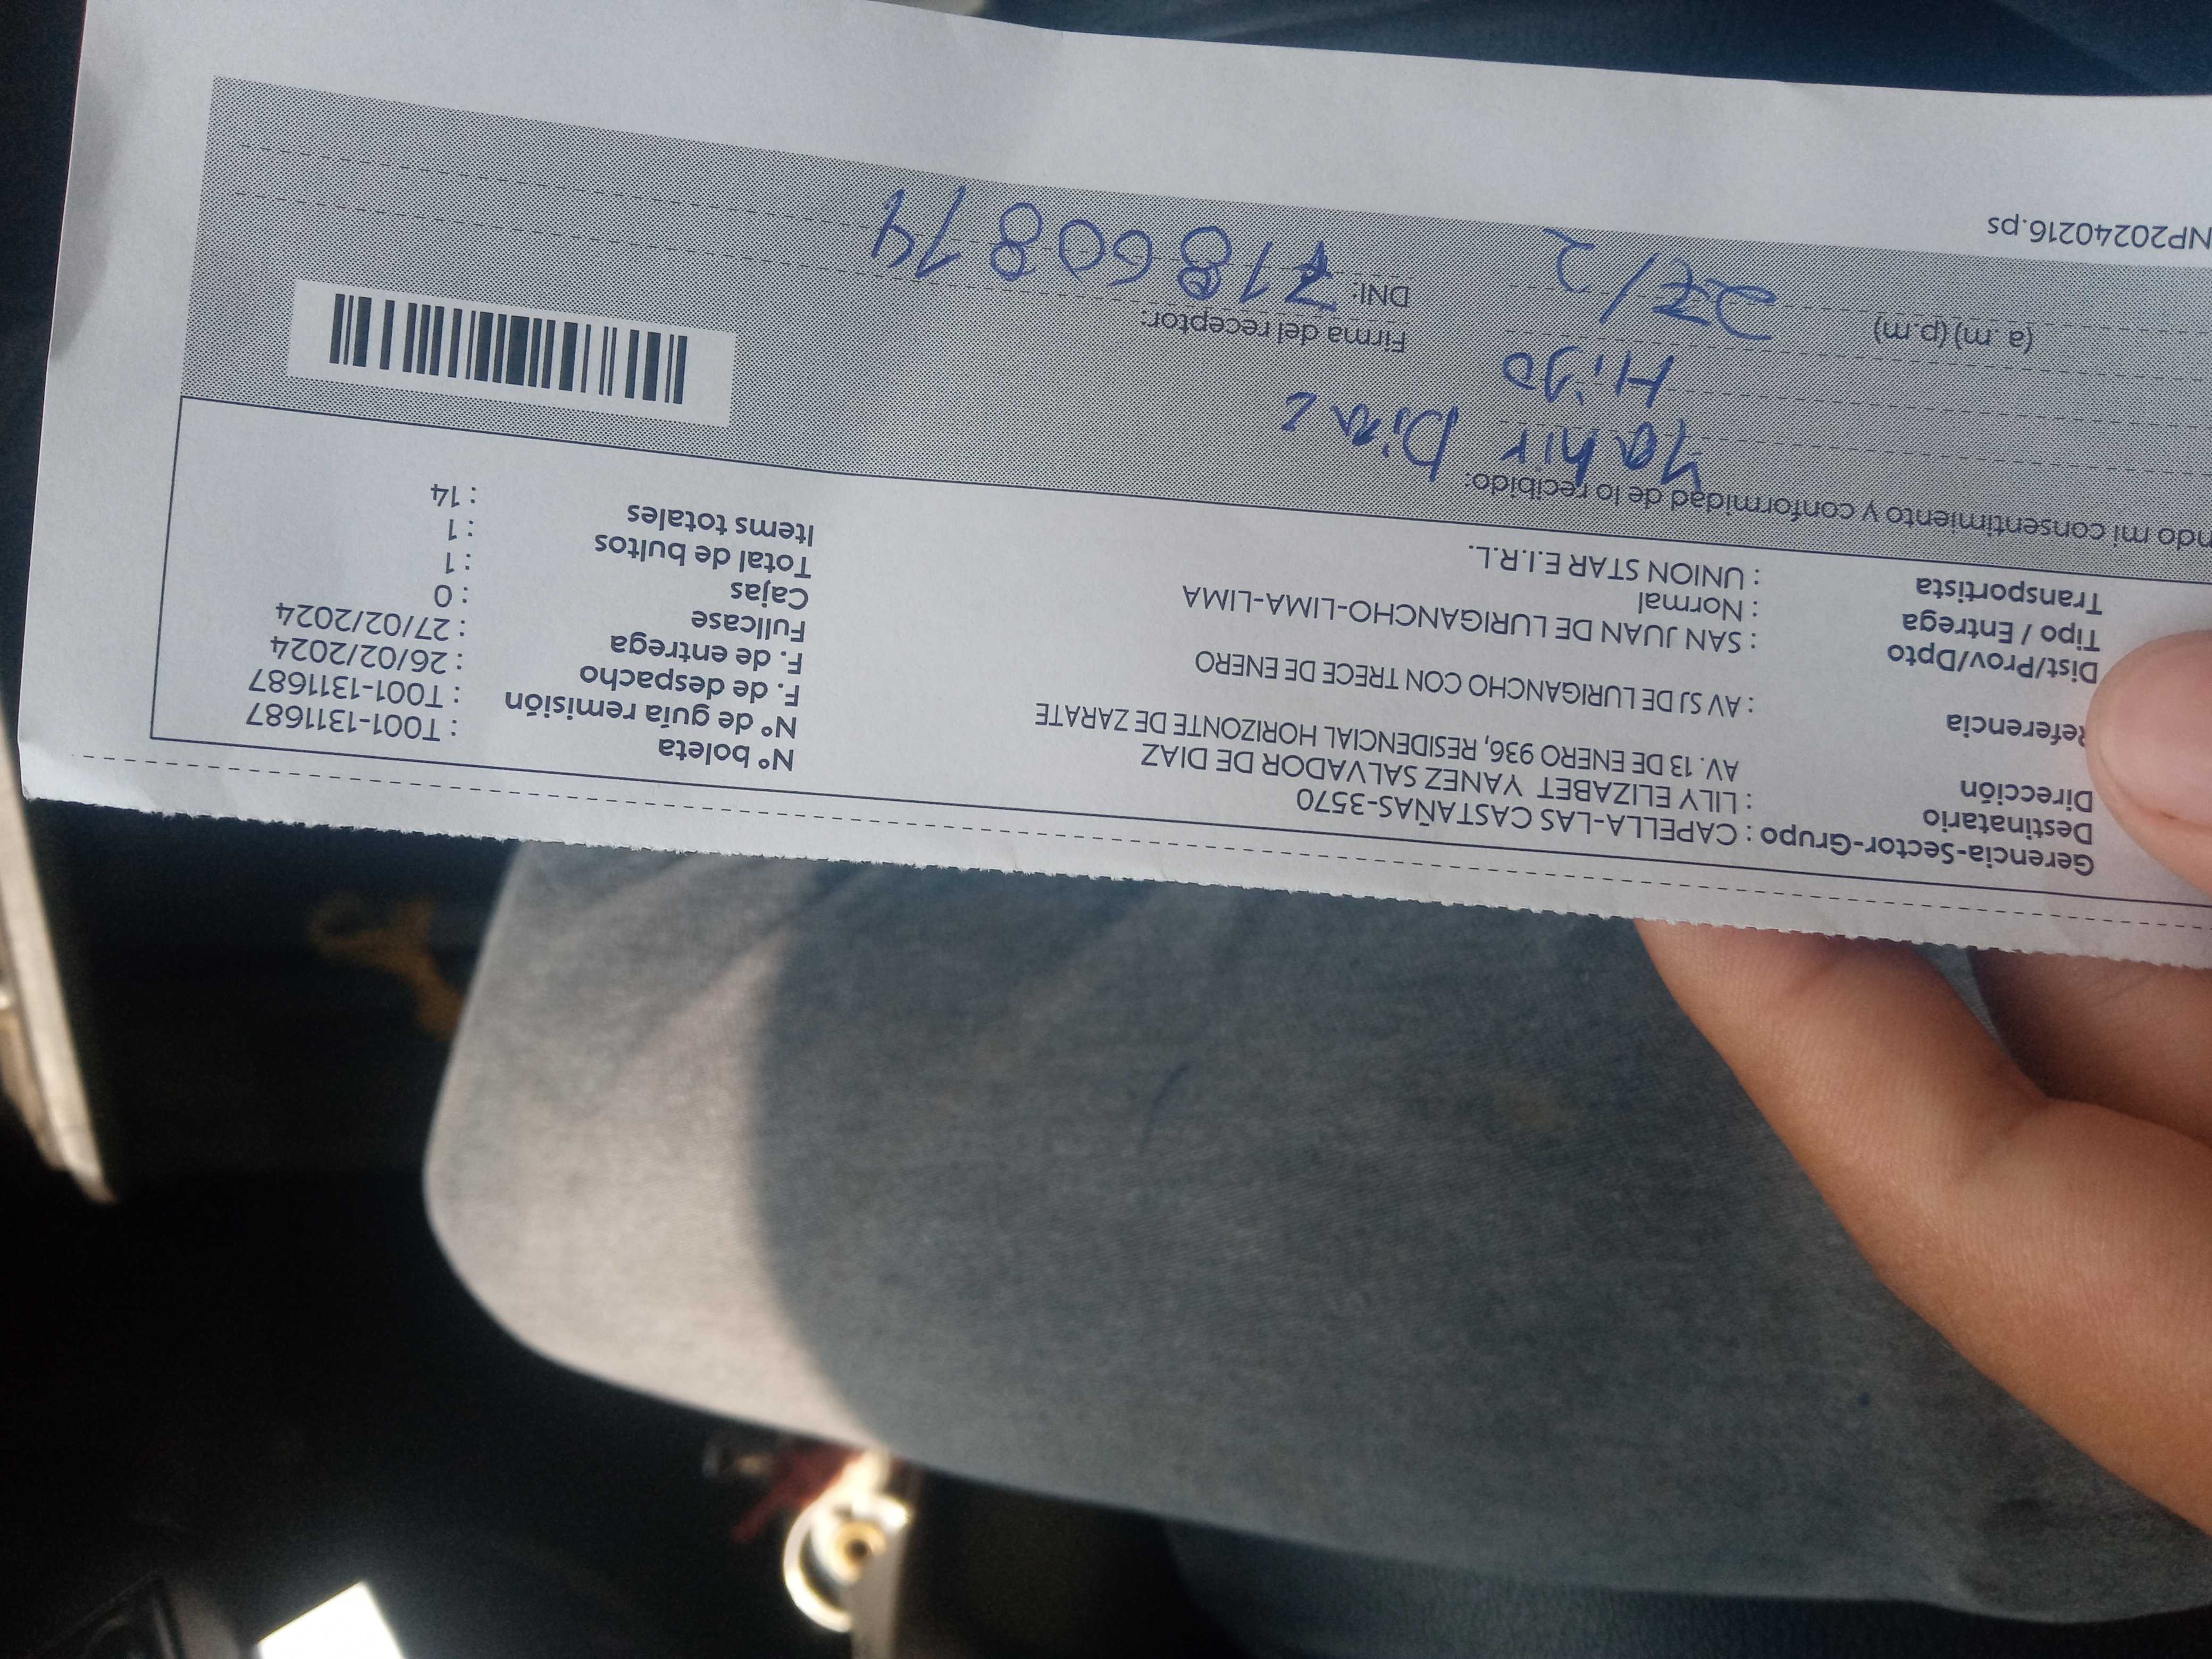 Gerencia-Sector-Grupo : CAPELLA-LAS CASTAÑAS-3570
Destinatario : LILY ELIZABET YANEZ SALVADOR DE DIAZ
Dirección AV. 13 DE ENERO 936, RESIDENCIAL HORIZONTE DE ZARATE
Referencia : AV SJ DE LURIGANCHO CON TRECE DE ENERO
Dist/Prov/Dpto : SAN JUAN DE LURIGANCHO-LIMA-LIMA
Tipo / Entrega : Normal
Transportista : UNION STAR E.I.R.L.
Nº boleta : T001-1311687
Nº de guía remisión : T001-1311687
F. de despacho : 26/02/2024
F. de entrega : 27/02/2024
Fullcase : 0
Cajas : 1
Total de bultos : 1
Items totales : 14
ndo mi consentimiento y conformidad de lo recibido:
Yahir Diaz
Hijo
(a. m) (p.m) 27/2
Firma del receptor:
DNI: 71860814
NP20240216.ps